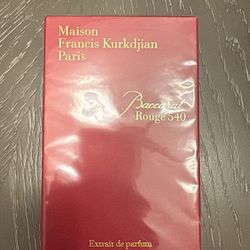 Maison
Francis Kurkdjian
Paris
Baccarat
Rouge 540
Extrait de parfum